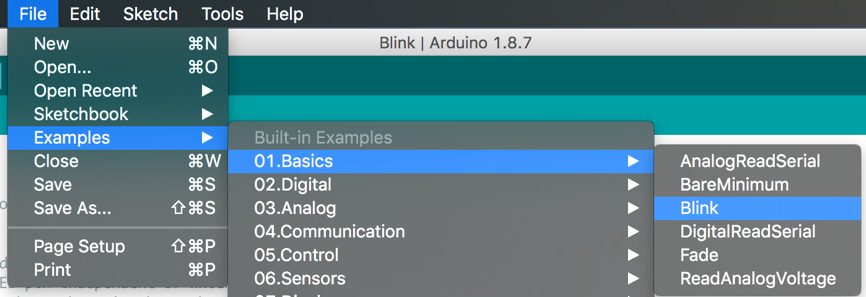 File Edit Sketch Tools Help
Blink | Arduino 1.8.7
New ⌘N
Open... ⌘O
Open Recent ▶
Sketchbook ▶
Examples ▶
Close ⌘W
Save ⌘S
Save As... ⇧⌘S
Page Setup ⇧⌘P
Print ⌘P
Built-in Examples
01.Basics ▶
02.Digital ▶
03.Analog ▶
04.Communication ▶
05.Control ▶
06.Sensors ▶
AnalogReadSerial
BareMinimum
Blink
DigitalReadSerial
Fade
ReadAnalogVoltage